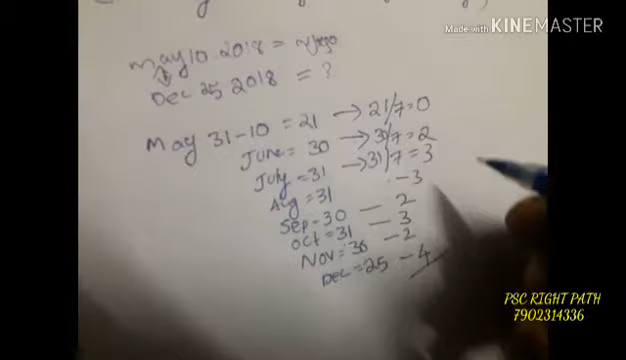 Made with KINEMASTER
May 10.2018 =
Dec 25 2018 = ?
May 31-10 = 21 → 21/7=0
June = 30 → 30/7=2
July = 31 → 31/7=3
Aug = 31 - 3
Sep-30 — 2
Oct = 31 — 3
Nov = 30 - 2
Dec = 25 - 4
PSC RIGHT PATH
7902314336